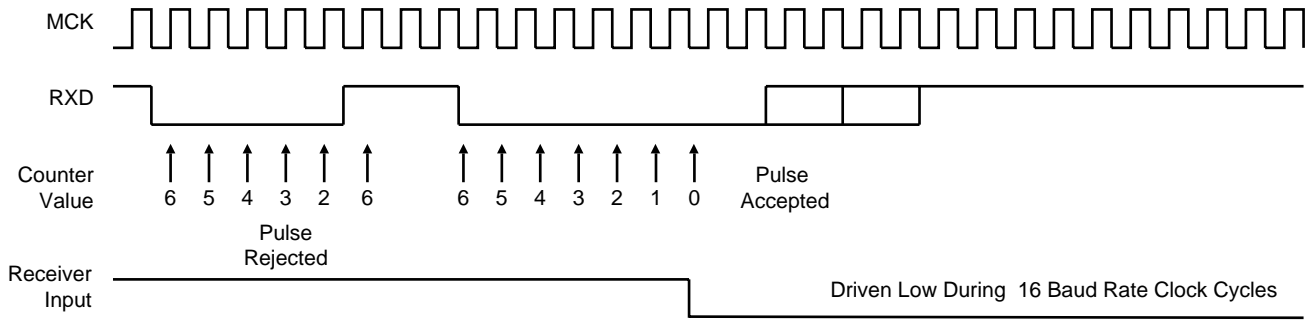 MCK
RXD
Counter
Value
6 5 4 3 2 6 6 5 4 3 2 1 0
Pulse
Accepted
Pulse
Rejected
Receiver
Input
Driven Low During 16 Baud Rate Clock Cycles